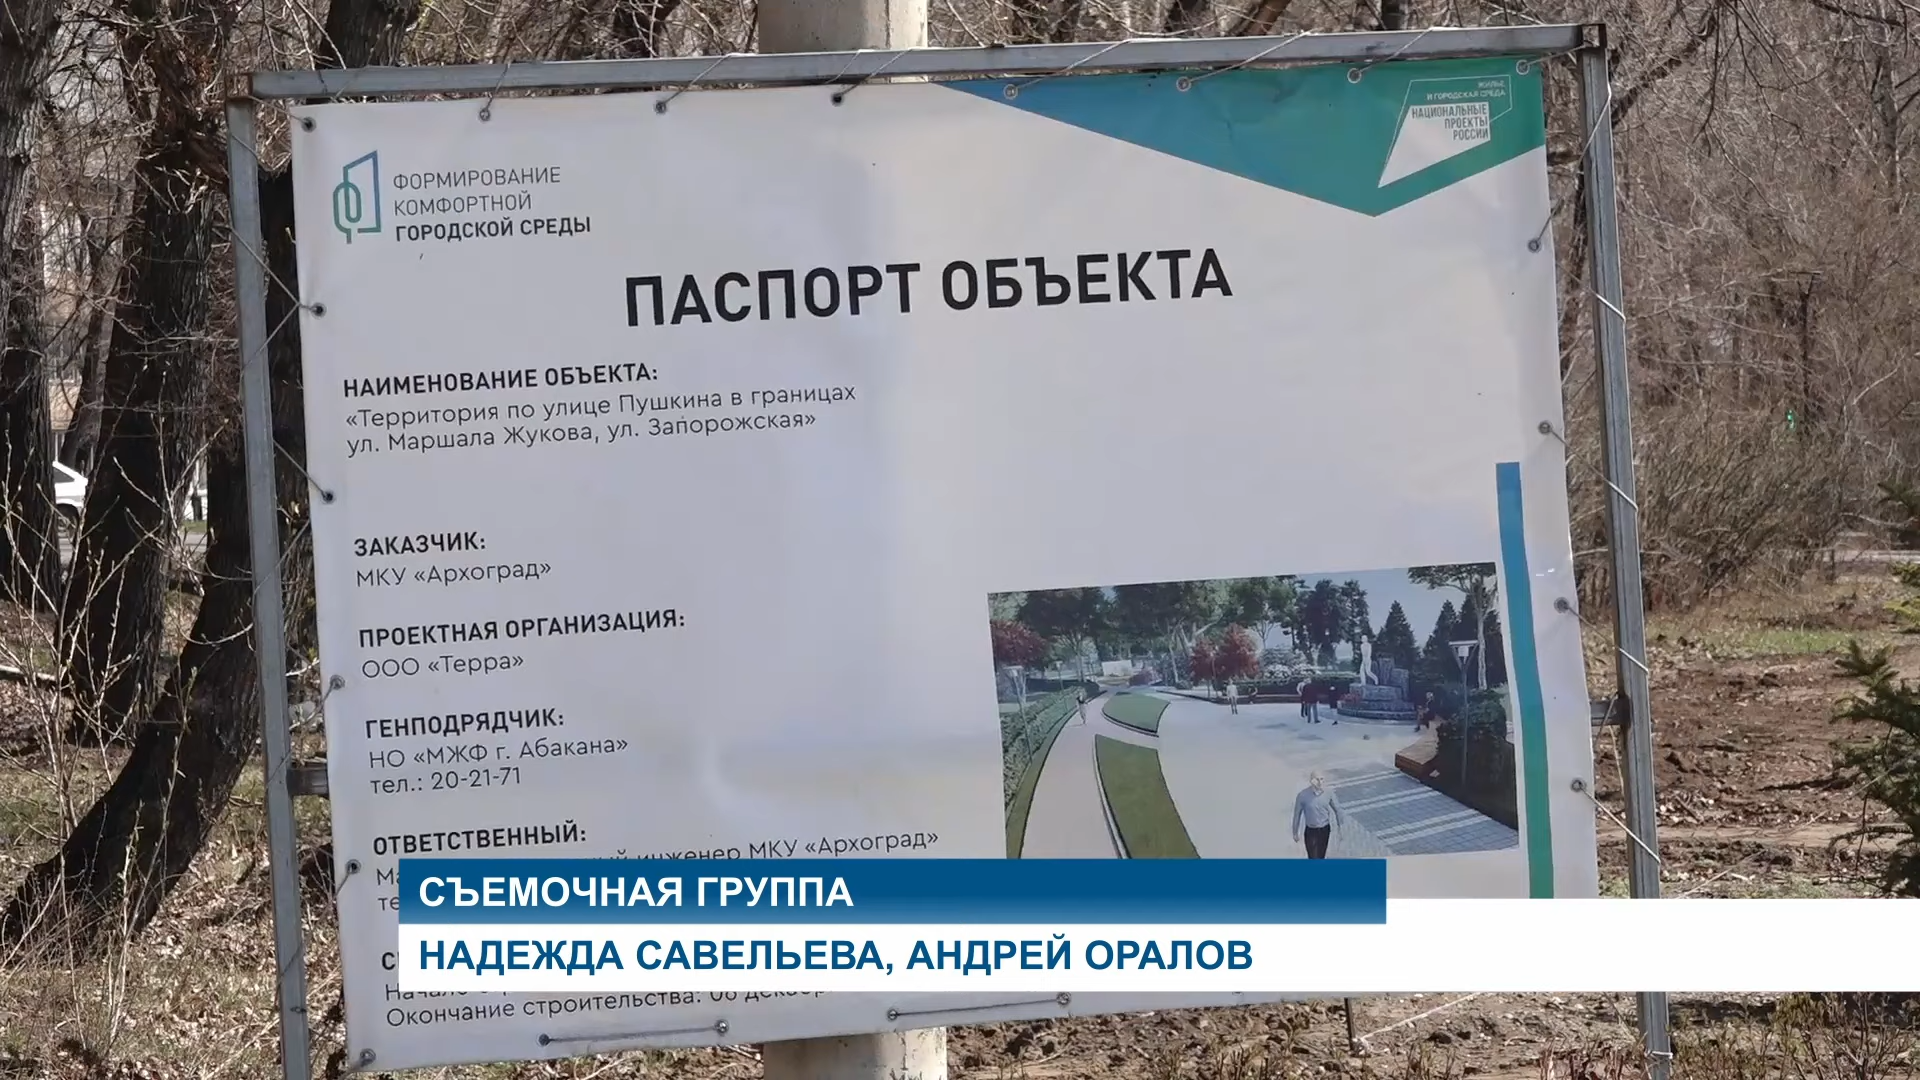 ЖИЛЬЕ
И ГОРОДСКАЯ СРЕДА
НАЦИОНАЛЬНЫЕ
ПРОЕКТЫ
РОССИИ
ФОРМИРОВАНИЕ
КОМФОРТНОЙ
ГОРОДСКОЙ СРЕДЫ
ПАСПОРТ ОБЪЕКТА
НАИМЕНОВАНИЕ ОБЪЕКТА:
«Территория по улице Пушкина в границах
ул. Маршала Жукова, ул. Запорожская»
ЗАКАЗЧИК:
МКУ «Архоград»
ПРОЕКТНАЯ ОРГАНИЗАЦИЯ:
ООО «Терра»
ГЕНПОДРЯДЧИК:
НО «МЖФ г. Абакана»
тел.: 20-21-71
ОТВЕТСТВЕННЫЙ:
инженер МКУ «Архоград»
СЪЕМОЧНАЯ ГРУППА
НАДЕЖДА САВЕЛЬЕВА, АНДРЕЙ ОРАЛОВ
Начало
Окончание строительства: 06